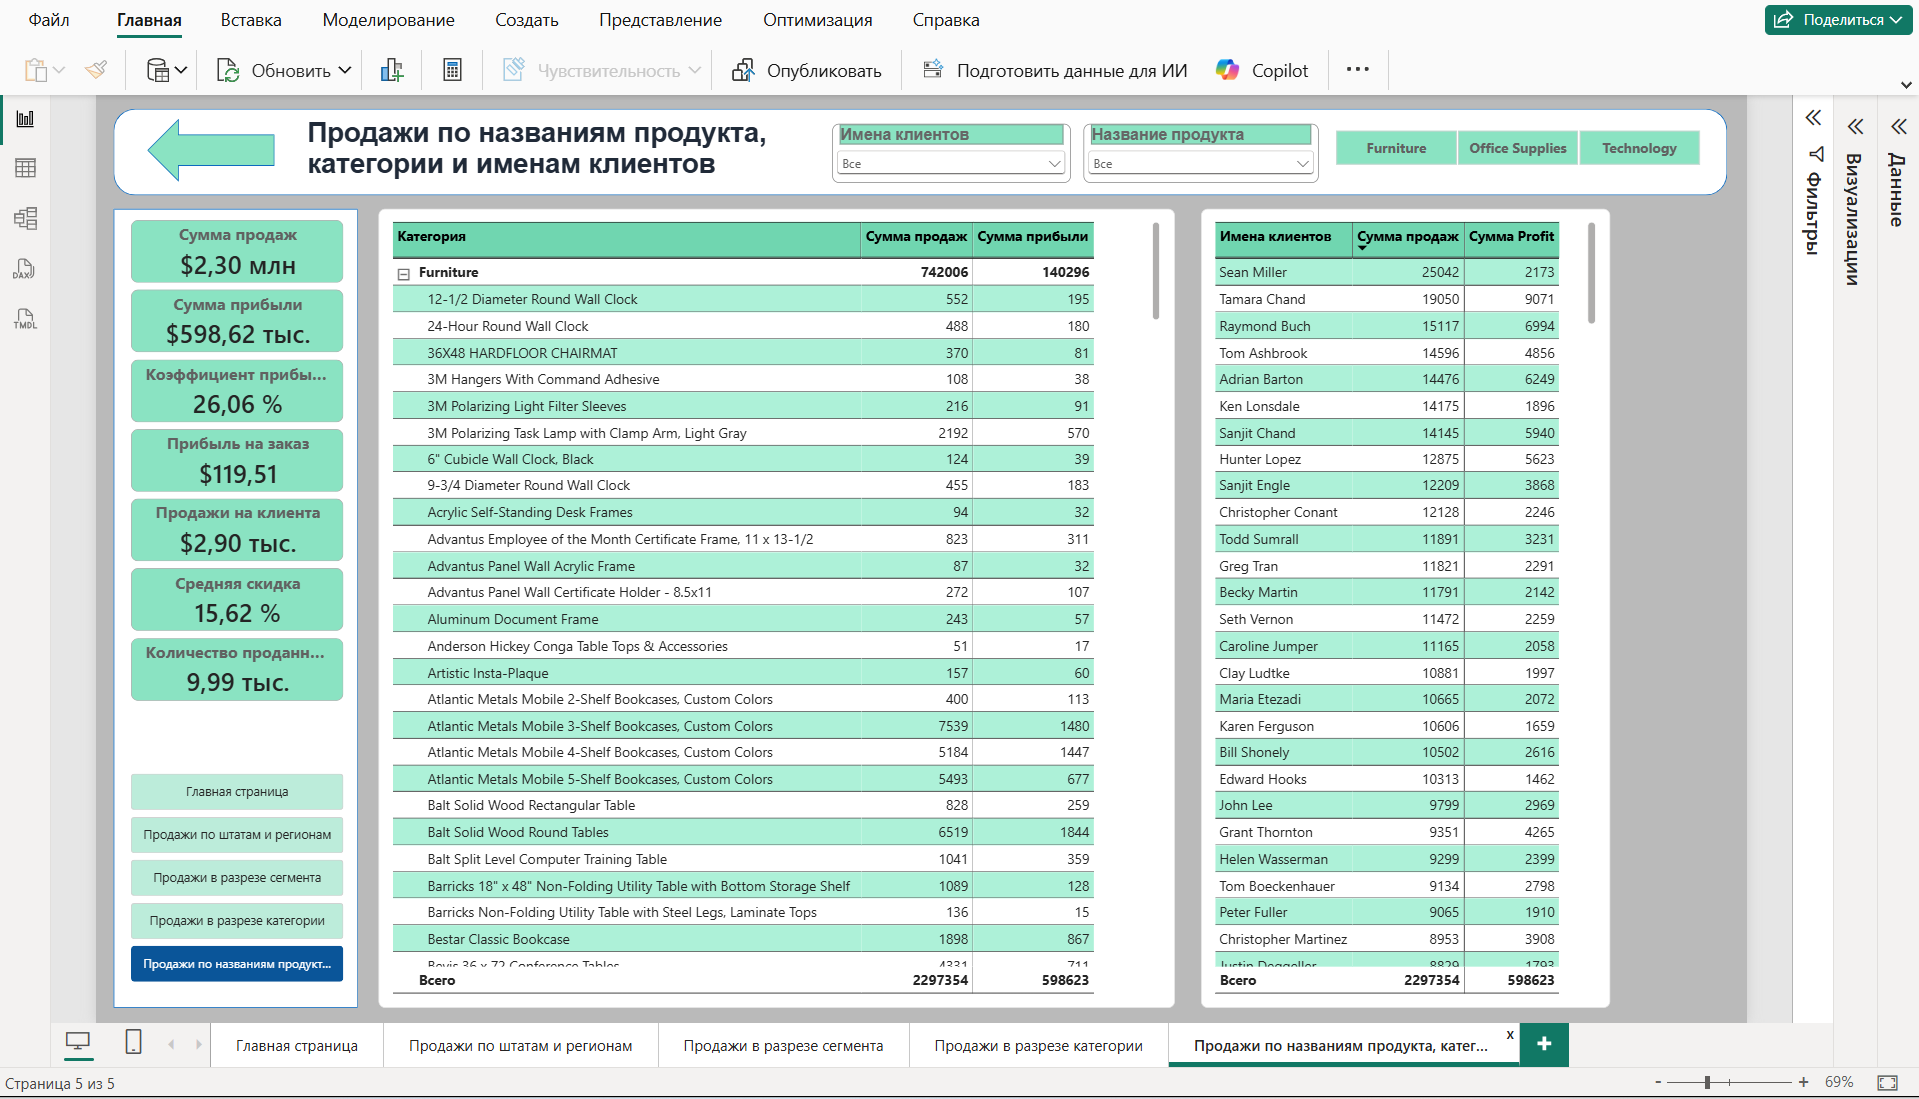 Файл Главная Вставка Моделирование Создать Представление Оптимизация Справка Поделиться
Обновить Чувствительность Опубликовать Подготовить данные для ИИ Copilot
DAX
TMDL
Продажи по названиям продукта,
категории и именам клиентов
Имена клиентов
Все
Название продукта
Все
Furniture Office Supplies Technology
Сумма продаж
$2,30 млн
Сумма прибыли
$598,62 тыс.
Коэффициент прибы...
26,06 %
Прибыль на заказ
$119,51
Продажи на клиента
$2,90 тыс.
Средняя скидка
15,62 %
Количество проданн...
9,99 тыс.
Главная страница
Продажи по штатам и регионам
Продажи в разрезе сегмента
Продажи в разрезе категории
Продажи по названиям продукт...
Категория Сумма продаж Сумма прибыли
Furniture 742006 140296
12-1/2 Diameter Round Wall Clock 552 195
24-Hour Round Wall Clock 488 180
36X48 HARDFLOOR CHAIRMAT 370 81
3M Hangers With Command Adhesive 108 38
3M Polarizing Light Filter Sleeves 216 91
3M Polarizing Task Lamp with Clamp Arm, Light Gray 2192 570
6" Cubicle Wall Clock, Black 124 39
9-3/4 Diameter Round Wall Clock 455 183
Acrylic Self-Standing Desk Frames 94 32
Advantus Employee of the Month Certificate Frame, 11 x 13-1/2 823 311
Advantus Panel Wall Acrylic Frame 87 32
Advantus Panel Wall Certificate Holder - 8.5x11 272 107
Aluminum Document Frame 243 57
Anderson Hickey Conga Table Tops & Accessories 51 17
Artistic Insta-Plaque 157 60
Atlantic Metals Mobile 2-Shelf Bookcases, Custom Colors 400 113
Atlantic Metals Mobile 3-Shelf Bookcases, Custom Colors 7539 1480
Atlantic Metals Mobile 4-Shelf Bookcases, Custom Colors 5184 1447
Atlantic Metals Mobile 5-Shelf Bookcases, Custom Colors 5493 677
Balt Solid Wood Rectangular Table 828 259
Balt Solid Wood Round Tables 6519 1844
Balt Split Level Computer Training Table 1041 359
Barricks 18" x 48" Non-Folding Utility Table with Bottom Storage Shelf 1089 128
Barricks Non-Folding Utility Table with Steel Legs, Laminate Tops 136 15
Bestar Classic Bookcase 1898 867
Bevis 36 x 72 Conference Tables 4331 711
Всего 2297354 598623
Имена клиентов Сумма продаж Сумма Profit
Sean Miller 25042 2173
Tamara Chand 19050 9071
Raymond Buch 15117 6994
Tom Ashbrook 14596 4856
Adrian Barton 14476 6249
Ken Lonsdale 14175 1896
Sanjit Chand 14145 5940
Hunter Lopez 12875 5623
Sanjit Engle 12209 3868
Christopher Conant 12128 2246
Todd Sumrall 11891 3231
Greg Tran 11821 2291
Becky Martin 11791 2142
Seth Vernon 11472 2259
Caroline Jumper 11165 2058
Clay Ludtke 10881 1997
Maria Etezadi 10665 2072
Karen Ferguson 10606 1659
Bill Shonely 10502 2616
Edward Hooks 10313 1462
John Lee 9799 2969
Grant Thornton 9351 4265
Helen Wasserman 9299 2399
Tom Boeckenhauer 9134 2798
Peter Fuller 9065 1910
Christopher Martinez 8953 3908
Justin Deggeller 8829 1793
Всего 2297354 598623
Фильтры
Визуализации
Данные
Главная страница Продажи по штатам и регионам Продажи в разрезе сегмента Продажи в разрезе категории Продажи по названиям продукта, катег... x +
Страница 5 из 5 - + 69%